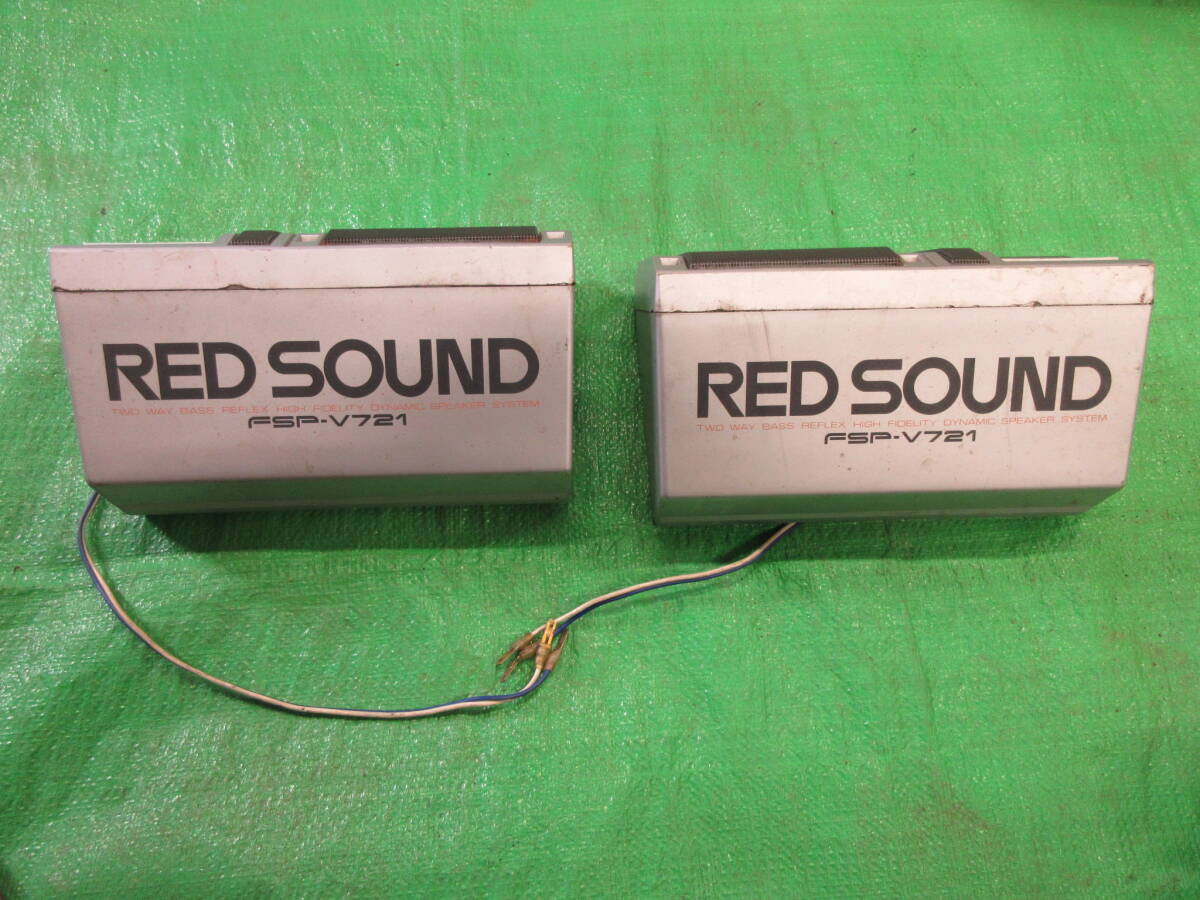 RED SOUND
TWO WAY BASS REFLEX HIGH FIDELITY DYNAMIC SPEAKER SYSTEM
FSP-V721
RED SOUND
TWO WAY BASS REFLEX HIGH FIDELITY DYNAMIC SPEAKER SYSTEM
FSP-V721